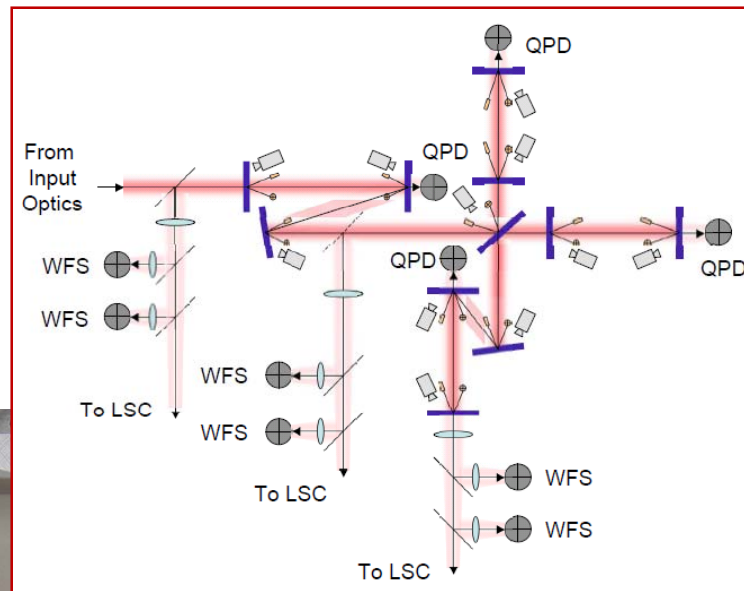 QPD
From
Input
Optics
QPD
QPD
QPD
WFS
WFS
WFS
WFS
To LSC
To LSC
WFS
WFS
To LSC